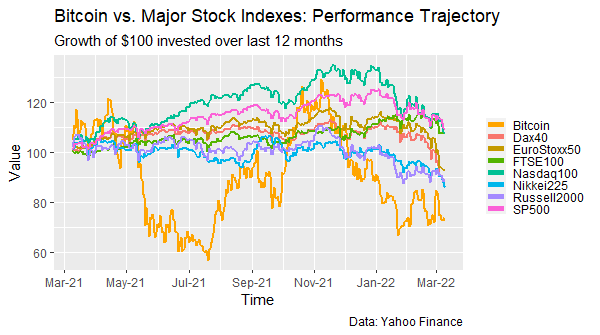 Bitcoin vs. Major Stock Indexes: Performance Trajectory
Growth of $100 invested over last 12 months
Value
120
100
80
60
Mar-21 May-21 Jul-21 Sep-21 Nov-21 Jan-22 Mar-22
Time
Bitcoin
Dax40
EuroStoxx50
FTSE100
Nasdaq100
Nikkei225
Russell2000
SP500
Data: Yahoo Finance